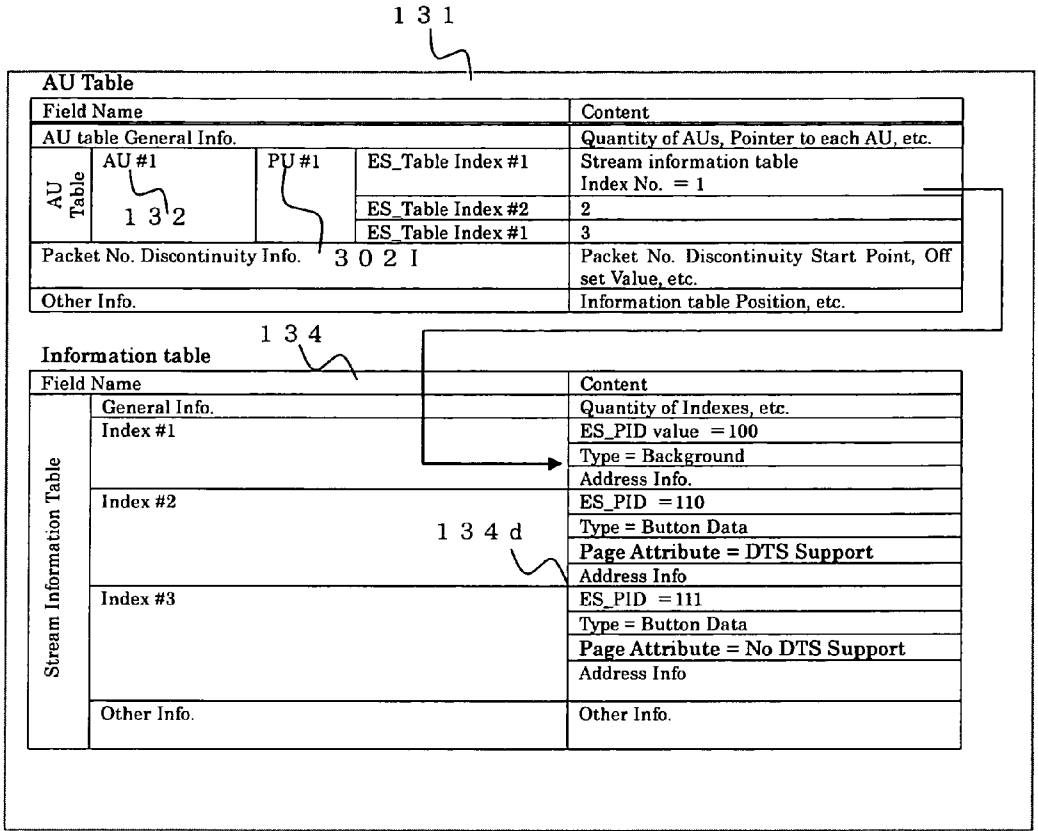 1 3 1
AU Table
Field Name Content
AU table General Info. Quantity of AUs, Pointer to each AU, etc.
AU Table
AU #1 PU #1 ES_Table Index #1 Stream information table
Index No. = 1
1 3 2
ES_Table Index #2 2
ES_Table Index #1 3
Packet No. Discontinuity Info. 3 0 2 I Packet No. Discontinuity Start Point, Off
set Value, etc.
Other Info. Information table Position, etc.
1 3 4
Information table
Field Name Content
Stream Information Table
General Info. Quantity of Indexes, etc.
Index #1 ES_PID value =100
Type = Background
Address Info.
Index #2 ES_PID =110
1 3 4 d Type = Button Data
Page Attribute = DTS Support
Address Info
Index #3 ES_PID =111
Type = Button Data
Page Attribute = No DTS Support
Address Info
Other Info. Other Info.